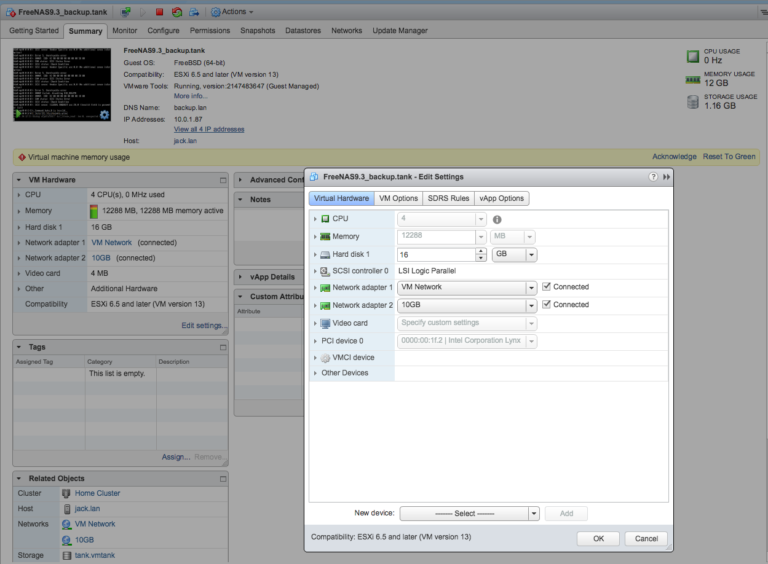 FreeNAS9.3_backup.tank
Actions
Getting Started Summary Monitor Configure Permissions Snapshots Datastores Networks Update Manager
FreeNAS9.3_backup.tank
Guest OS: FreeBSD (64-bit)
Compatibility: ESXi 6.5 and later (VM version 13)
VMware Tools: Running, version:2147483647 (Guest Managed)
More info...
DNS Name: backup.lan
IP Addresses: 10.0.1.87
View all 4 IP addresses
Host: jack.lan
CPU USAGE
0 Hz
MEMORY USAGE
12 GB
STORAGE USAGE
1.16 GB
Virtual machine memory usage
Acknowledge Reset To Green
VM Hardware
CPU 4 CPU(s), 0 MHz used
Memory 12288 MB, 12288 MB memory active
Hard disk 1 16 GB
Network adapter 1 VM Network (connected)
Network adapter 2 10GB (connected)
Video card 4 MB
Other Additional Hardware
Compatibility ESXi 6.5 and later (VM version 13)
Edit settings...
Tags
Assigned Tag Category Description
This list is empty.
Assign... Remove...
Related Objects
Cluster Home Cluster
Host jack.lan
Networks VM Network
10GB
Storage tank.vmtank
Advanced Conf
Notes
vApp Details
Custom Attribu
Attribute
FreeNAS9.3_backup.tank - Edit Settings
Virtual Hardware VM Options SDRS Rules vApp Options
CPU 4
Memory 12288 MB
Hard disk 1 16 GB
SCSI controller 0 LSI Logic Parallel
Network adapter 1 VM Network Connected
Network adapter 2 10GB Connected
Video card Specify custom settings
PCI device 0 0000:00:1f.2 | Intel Corporation Lynx
VMCI device
Other Devices
New device: ------- Select ------- Add
Compatibility: ESXi 6.5 and later (VM version 13)
OK Cancel